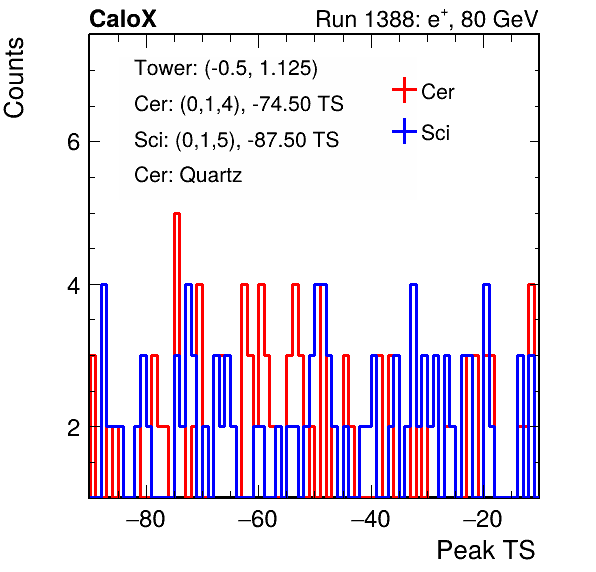 CaloX Run 1388: e+, 80 GeV
Counts
Tower: (-0.5, 1.125)
Cer: (0,1,4), -74.50 TS
Sci: (0,1,5), -87.50 TS
Cer: Quartz
Cer
Sci
6
4
2
−80 −60 −40 −20
Peak TS